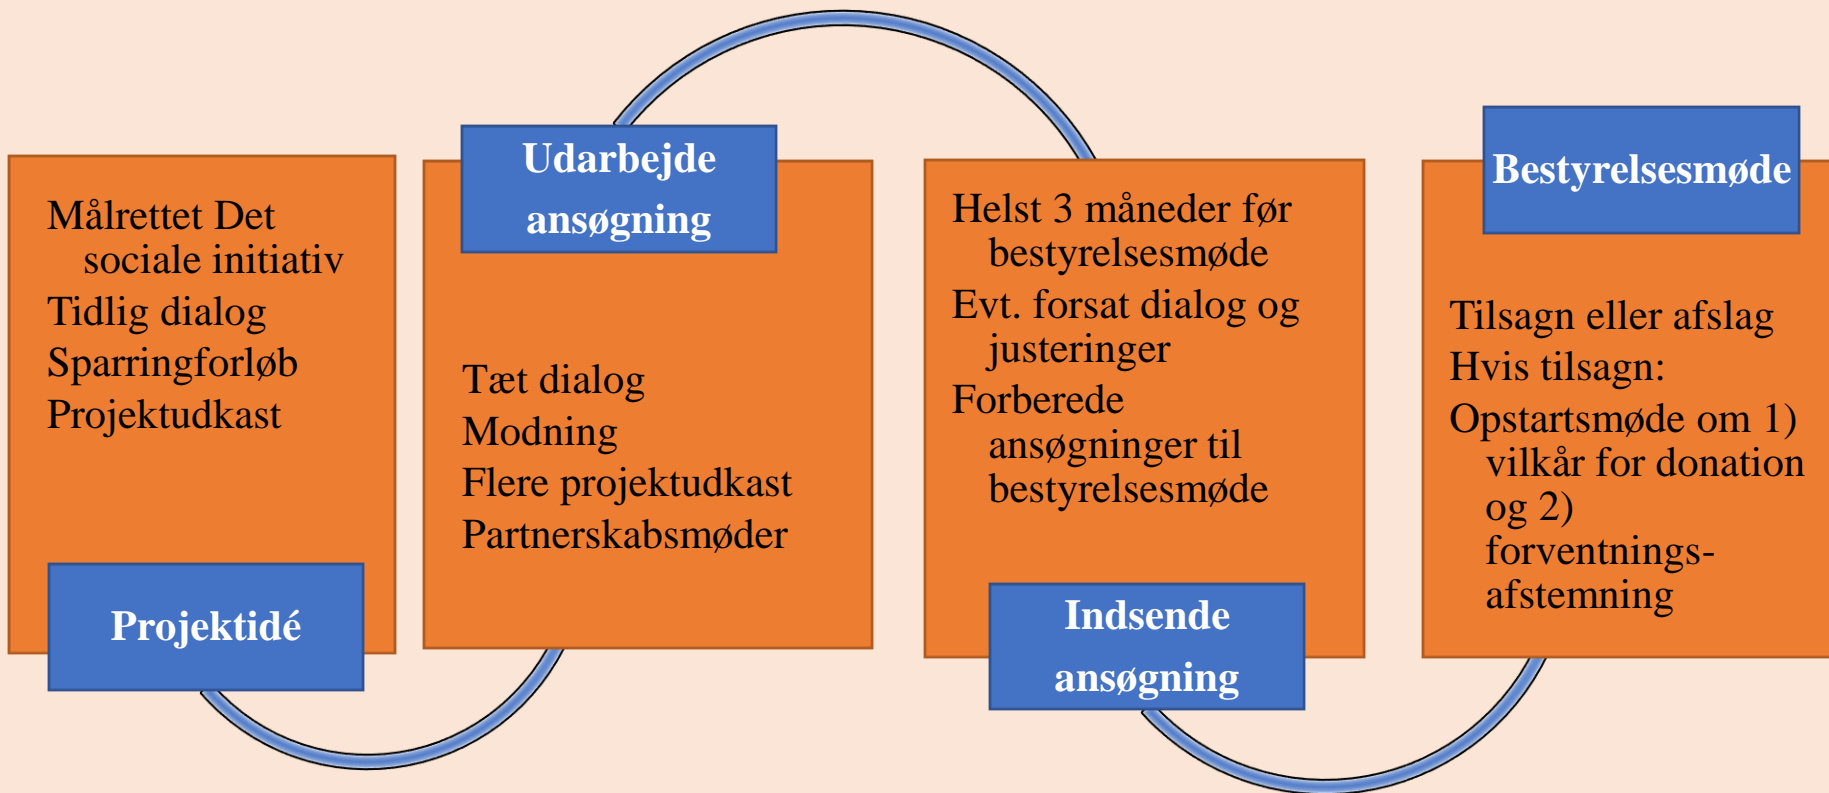 Målrettet Det
sociale initiativ
Tidlig dialog
Sparringforløb
Projektudkast
Projektidé
Udarbejde
ansøgning
Tæt dialog
Modning
Flere projektudkast
Partnerskabsmøder
Helst 3 måneder før
bestyrelsesmøde
Evt. forsat dialog og
justeringer
Forberede
ansøgninger til
bestyrelsesmøde
Indsende
ansøgning
Bestyrelsesmøde
Tilsagn eller afslag
Hvis tilsagn:
Opstartsmøde om 1)
vilkår for donation
og 2)
forventnings-
afstemning